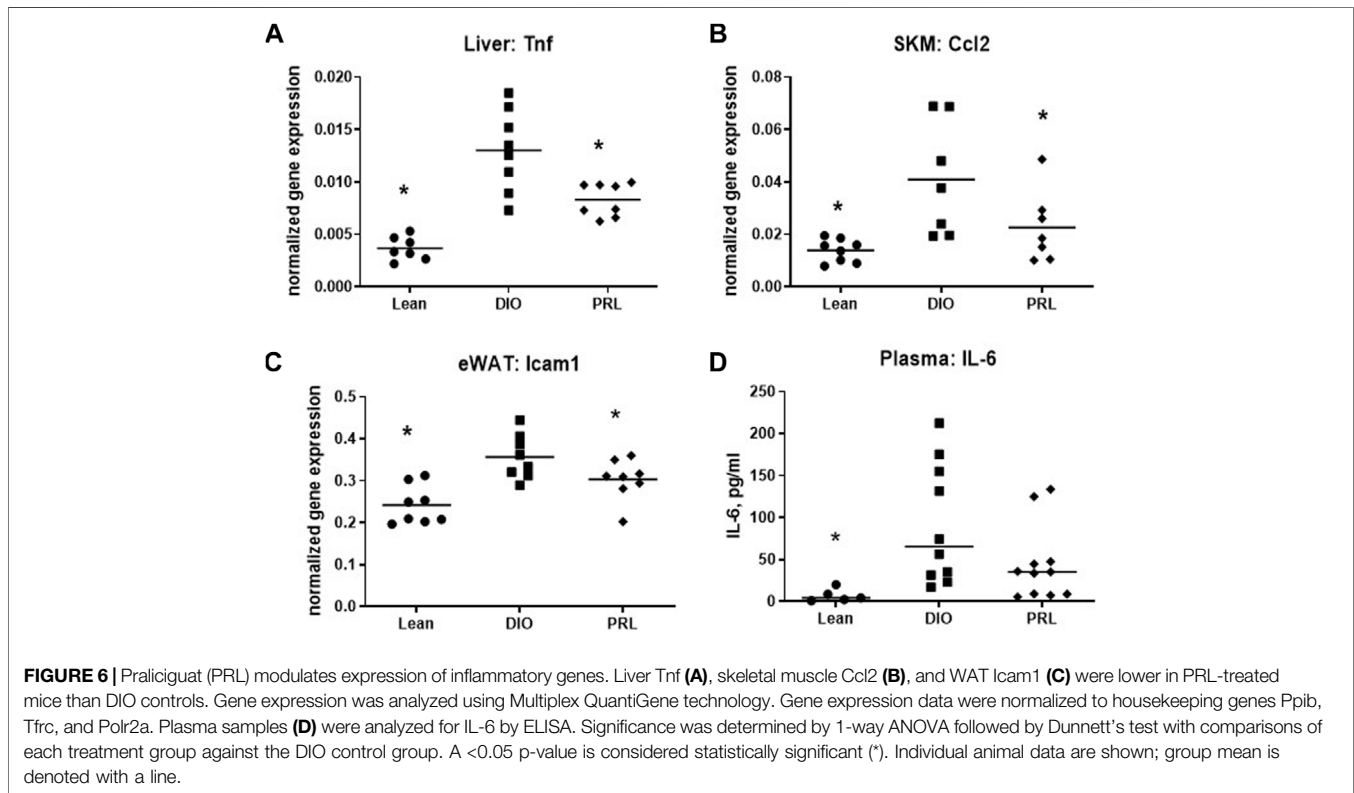 A
Liver: Tnf
normalized gene expression
0.020
0.015
0.010
0.005
0.000
*
*
Lean
DIO
PRL
B
SKM: Ccl2
normalized gene expression
0.08
0.06
0.04
0.02
0.00
*
*
Lean
DIO
PRL
C
eWAT: Icam1
normalized gene expression
0.5
0.4
0.3
0.2
0.0
*
*
Lean
DIO
PRL
D
Plasma: IL-6
IL-6, pg/ml
250
200
150
100
50
0
*
Lean
DIO
PRL
FIGURE 6 | Praliciguat (PRL) modulates expression of inflammatory genes. Liver Tnf (A), skeletal muscle Ccl2 (B), and WAT Icam1 (C) were lower in PRL-treated
mice than DIO controls. Gene expression was analyzed using Multiplex QuantiGene technology. Gene expression data were normalized to housekeeping genes Ppib,
Tfrc, and Polr2a. Plasma samples (D) were analyzed for IL-6 by ELISA. Significance was determined by 1-way ANOVA followed by Dunnett's test with comparisons of
each treatment group against the DIO control group. A <0.05 p-value is considered statistically significant (*). Individual animal data are shown; group mean is
denoted with a line.